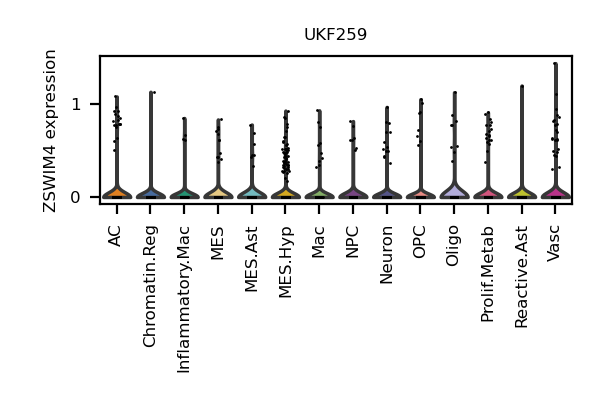 UKF259
ZSWIM4 expression
1
0
AC
Chromatin.Reg
Inflammatory.Mac
MES
MES.Ast
MES.Hyp
Mac
NPC
Neuron
OPC
Oligo
Prolif.Metab
Reactive.Ast
Vasc